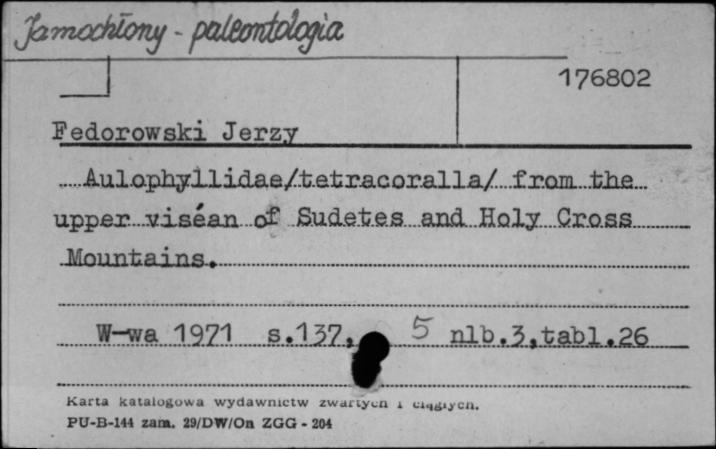 Jamochłony - paleontologia
176802
Fedorowski Jerzy
Aulophyllidae/tetracoralla/ from the
upper viséan of Sudetes and Holy Cross
Mountains.
W-wa 1971 s.137, 5 nlb.3,tabl.26
Karta katalogowa wydawnictw zwartych i ciągłych.
PU-B-144 zam. 29/DW/On ZGG - 204